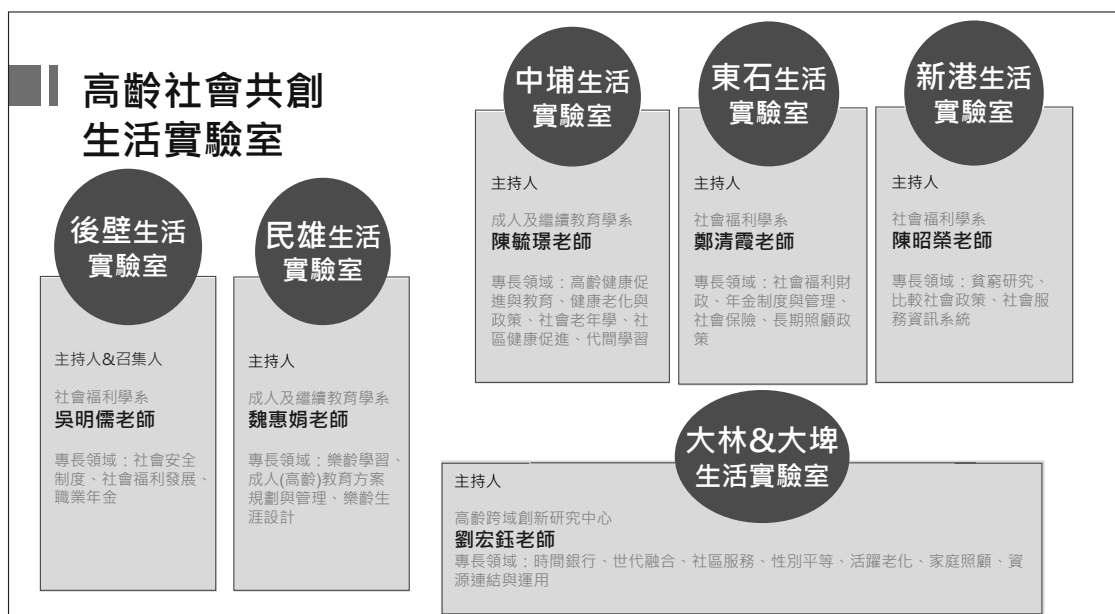 高齡社會共創
生活實驗室
後壁生活
實驗室
主持人&召集人
社會福利學系
吳明儒老師
專長領域：社會安全
制度、社會福利發展、
職業年金
民雄生活
實驗室
主持人
成人及繼續教育學系
魏惠娟老師
專長領域：樂齡學習、
成人(高齡)教育方案
規劃與管理、樂齡生
涯設計
中埔生活
實驗室
主持人
成人及繼續教育學系
陳毓璟老師
專長領域：高齡健康促
進與教育、健康老化與
政策、社會老年學、社
區健康促進、代間學習
東石生活
實驗室
主持人
社會福利學系
鄭清霞老師
專長領域：社會福利財
政、年金制度與管理、
社會保險、長期照顧政
策
新港生活
實驗室
主持人
社會福利學系
陳昭榮老師
專長領域：貧窮研究、
比較社會政策、社會服
務資訊系統
大林&大埤
生活實驗室
主持人
高齡跨域創新研究中心
劉宏鈺老師
專長領域：時間銀行、世代融合、社區服務、性別平等、活躍老化、家庭照顧、資
源連結與運用